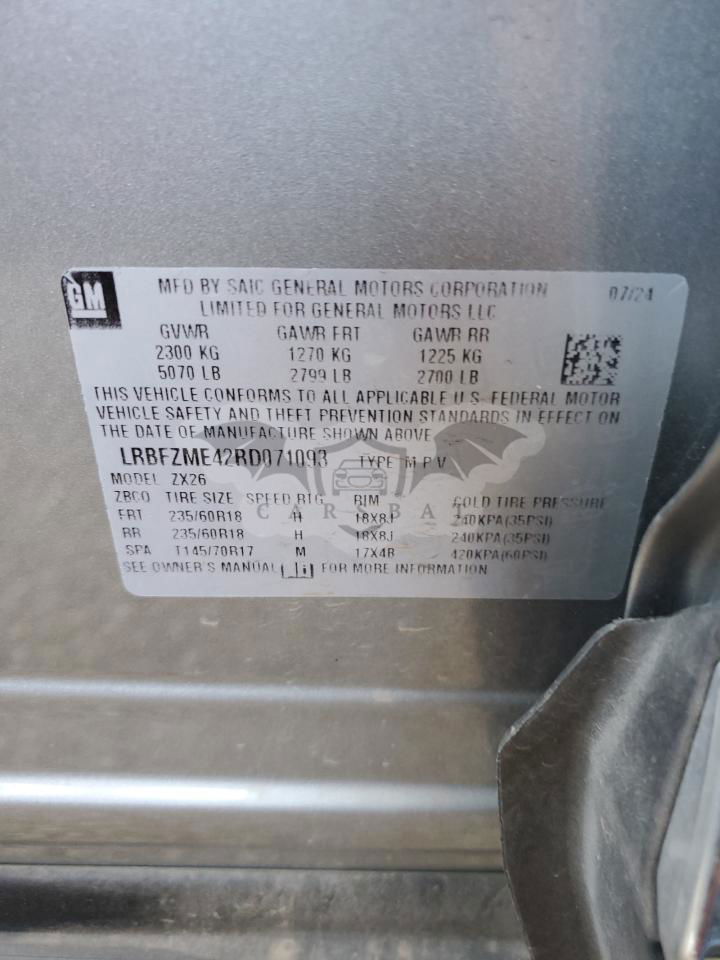 GM
MFD BY SAIC GENERAL MOTORS CORPORATION 07/24
LIMITED FOR GENERAL MOTORS LLC
GVWR GAWR FRT GAWR RR
2300 KG 1270 KG 1225 KG
5070 LB 2799 LB 2700 LB
THIS VEHICLE CONFORMS TO ALL APPLICABLE U.S. FEDERAL MOTOR
VEHICLE SAFETY AND THEFT PREVENTION STANDARDS IN EFFECT ON
THE DATE OF MANUFACTURE SHOWN ABOVE
LRBFZME42RD071093 TYPE M P V
MODEL ZX26
ZBCO TIRE SIZE SPEED RTG RIM COLD TIRE PRESSURE
FRT 235/60R18 H 18X8J 240KPA(35PSI)
RR 235/60R18 H 18X8J 240KPA(35PSI)
SPA T145/70R17 M 17X4B 420KPA(60PSI)
SEE OWNER'S MANUAL FOR MORE INFORMATION
CARSBAT